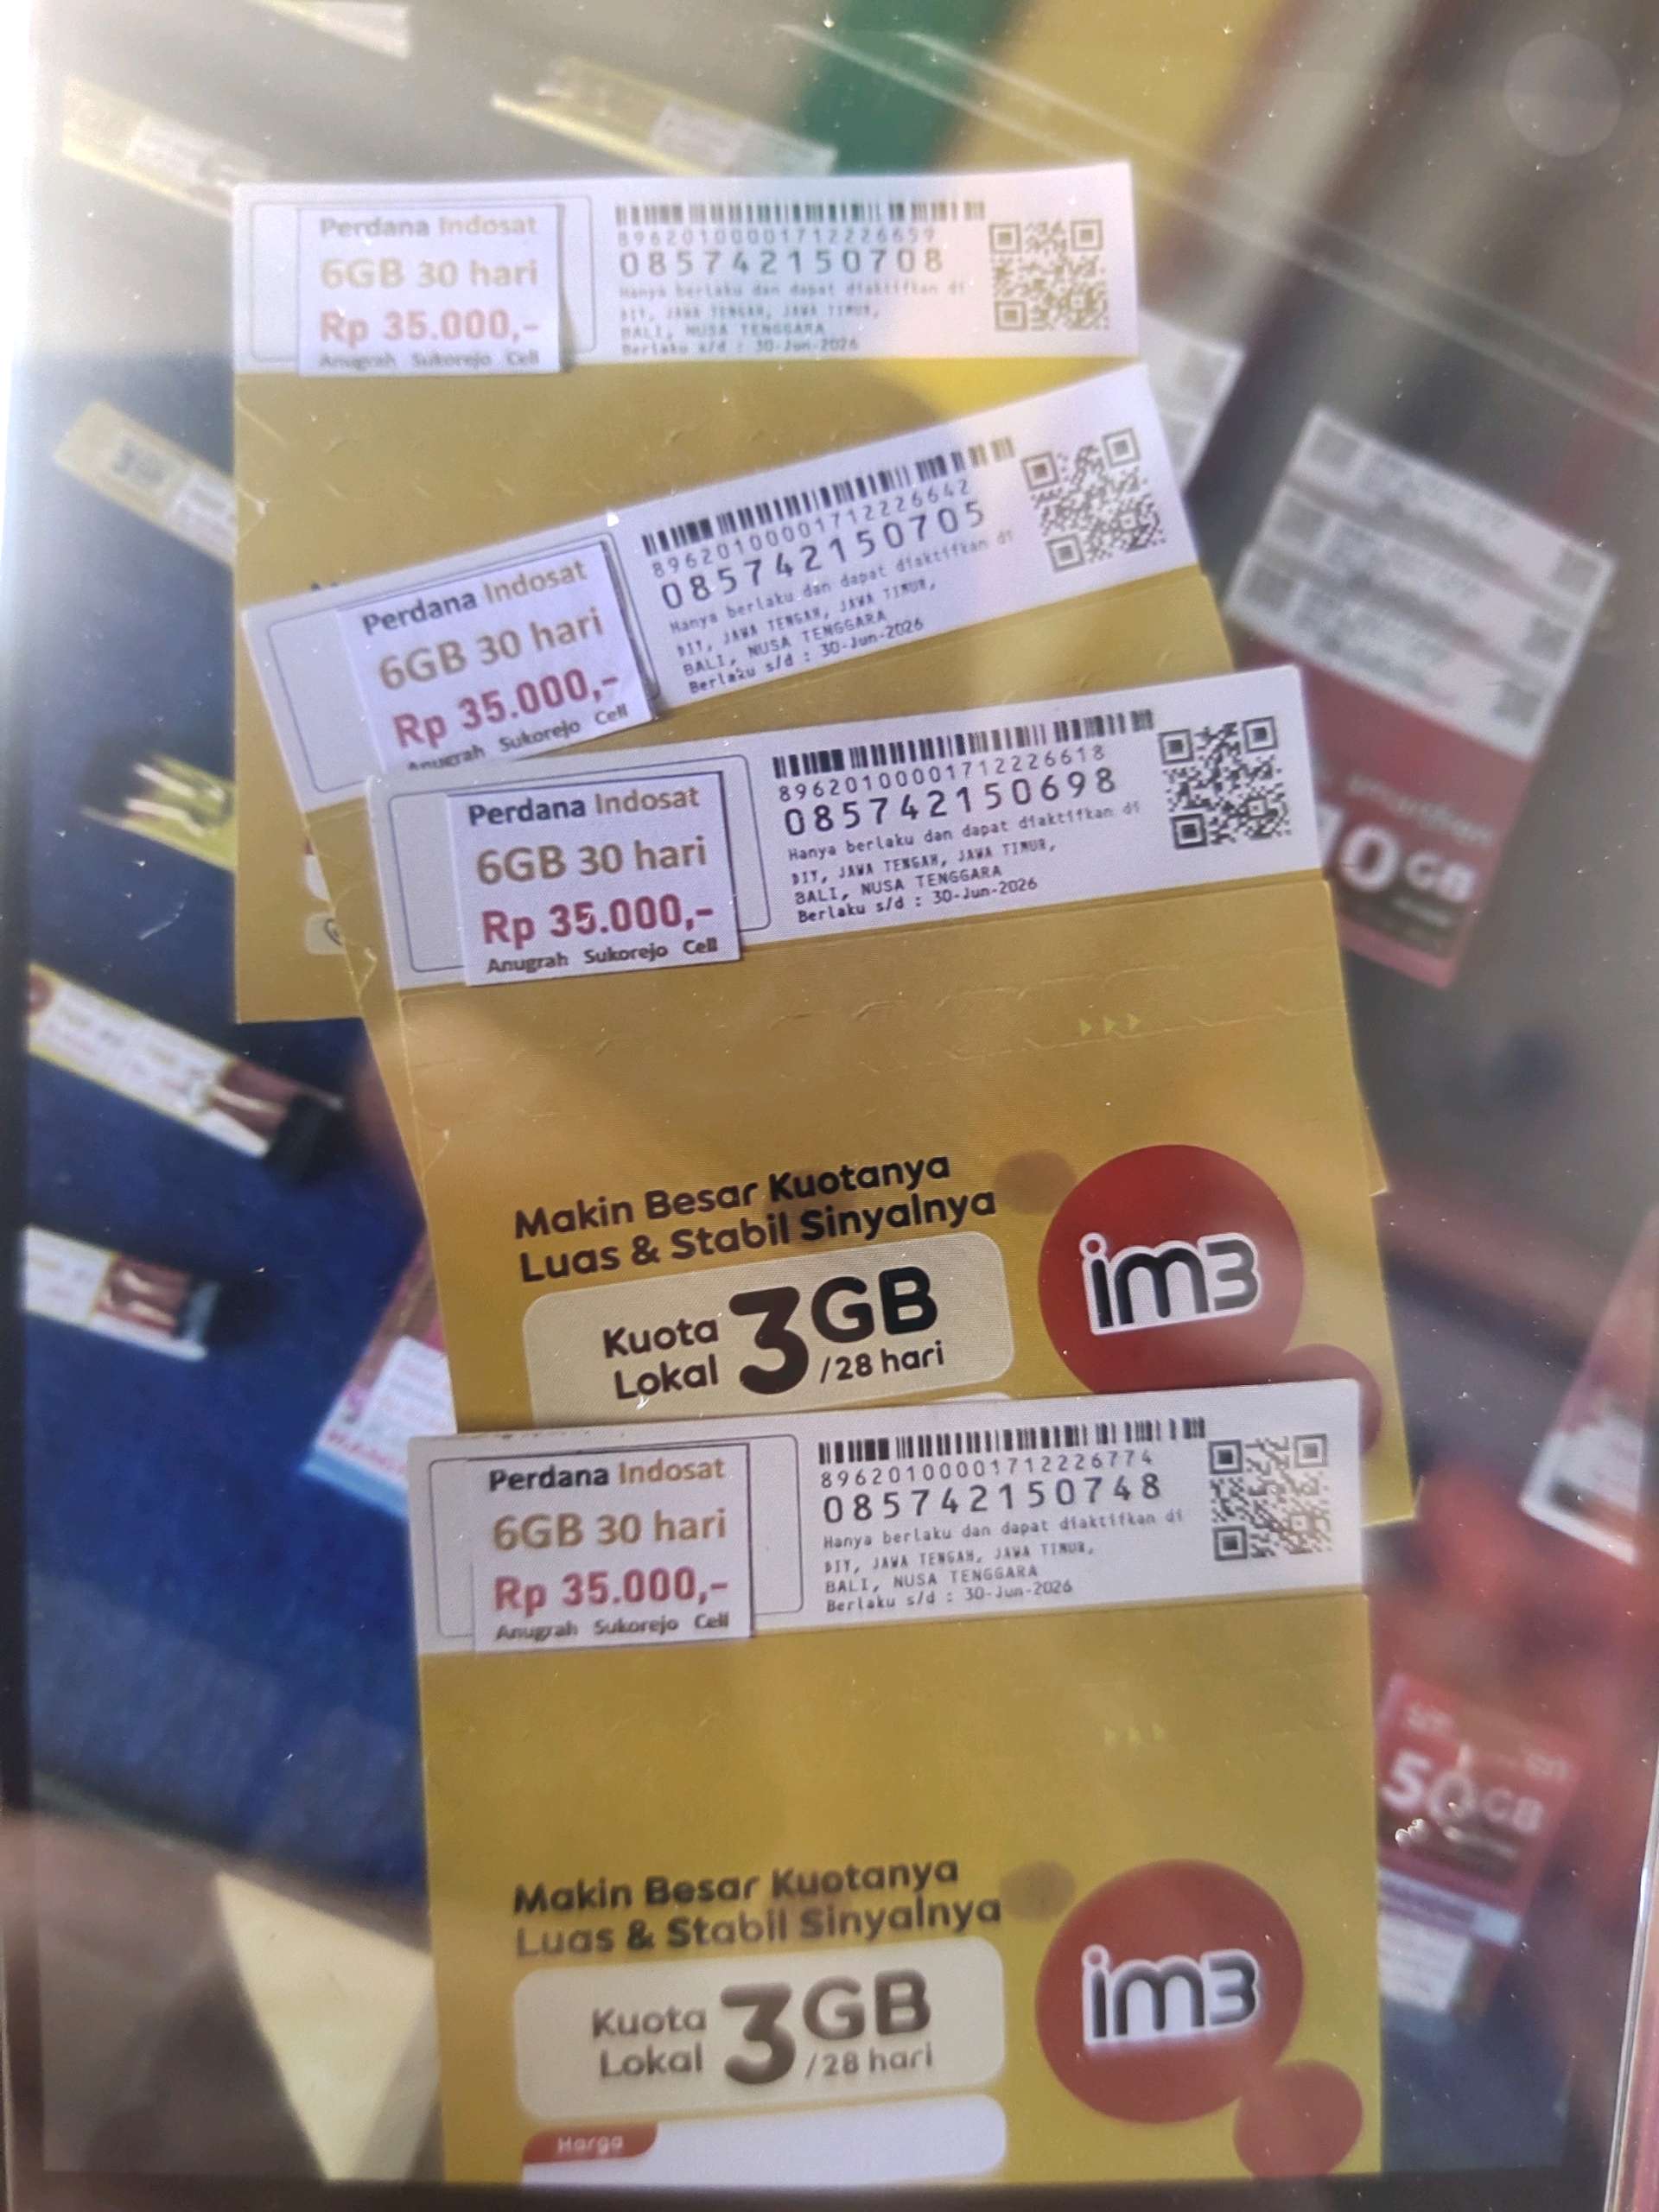 Perdana Indosat
6GB 30 hari
Rp 35.000,-
Anugrah Sukorejo Cell
89620100001712226659
085742150708
Hanya berlaku dan dapat diaktifkan di
DIY, JAWA TENGAH, JAWA TIMUR,
BALI, NUSA TENGGARA
Berlaku s/d : 30-Jun-2026
Perdana Indosat
6GB 30 hari
Rp 35.000,-
Anugrah Sukorejo Cell
89620100001712226642
085742150705
Hanya berlaku dan dapat diaktifkan di
DIY, JAWA TENGAH, JAWA TIMUR,
BALI, NUSA TENGGARA
Berlaku s/d : 30-Jun-2026
Perdana Indosat
6GB 30 hari
Rp 35.000,-
Anugrah Sukorejo Cell
89620100001712226618
085742150698
Hanya berlaku dan dapat diaktifkan di
DIY, JAWA TENGAH, JAWA TIMUR,
BALI, NUSA TENGGARA
Berlaku s/d : 30-Jun-2026
10 GB
Makin Besar Kuotanya
Luas & Stabil Sinyalnya
Kuota
Lokal
3GB
/28 hari
im3
Perdana Indosat
6GB 30 hari
Rp 35.000,-
Anugrah Sukorejo Cell
89620100001712226774
085742150748
Hanya berlaku dan dapat diaktifkan di
DIY, JAWA TENGAH, JAWA TIMUR,
BALI, NUSA TENGGARA
Berlaku s/d : 30-Jun-2026
50GB
Makin Besar Kuotanya
Luas & Stabil Sinyalnya
Kuota
Lokal
3GB
/28 hari
im3
Harga